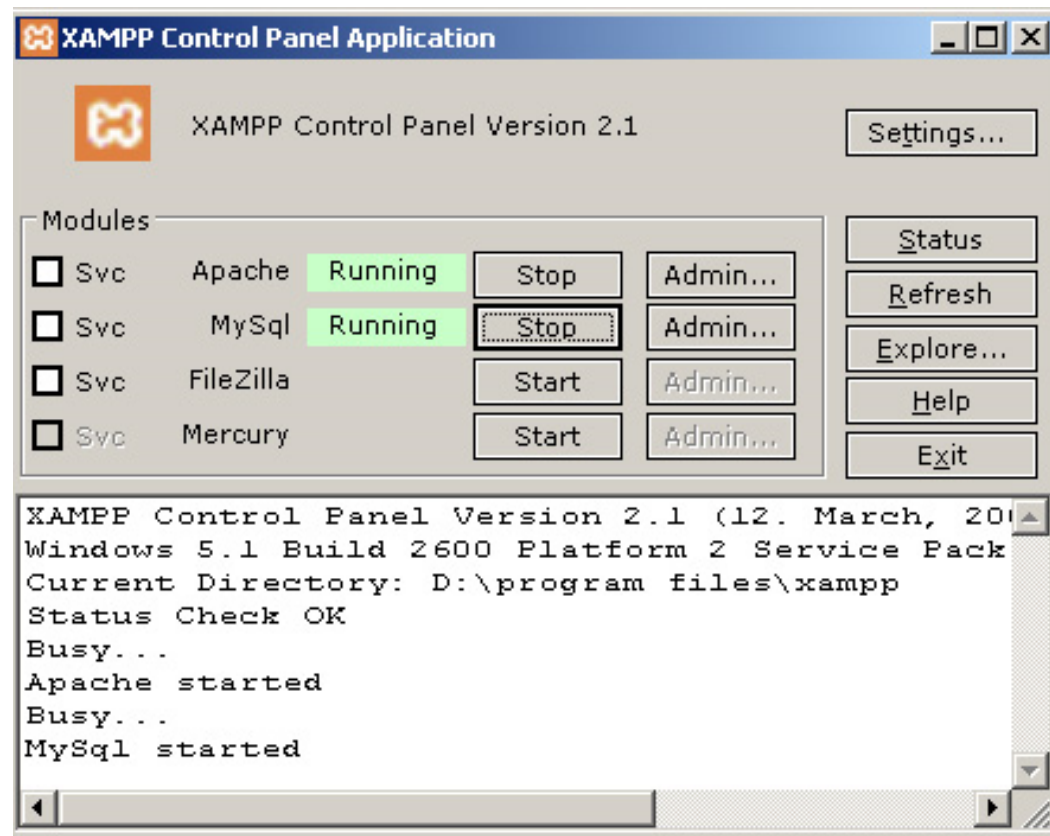 XAMPP Control Panel Application
XAMPP Control Panel Version 2.1
Settings...
Modules
Svc Apache Running Stop Admin...
Svc MySql Running Stop Admin...
Svc FileZilla Start Admin...
Svc Mercury Start Admin...
Status
Refresh
Explore...
Help
Exit
XAMPP Control Panel Version 2.1 (12. March,
Windows 5.1 Build 2600 Platform 2 Service Pack
Current Directory: D:\program files\xampp
Status Check OK
Busy...
Apache started
Busy...
MySql started